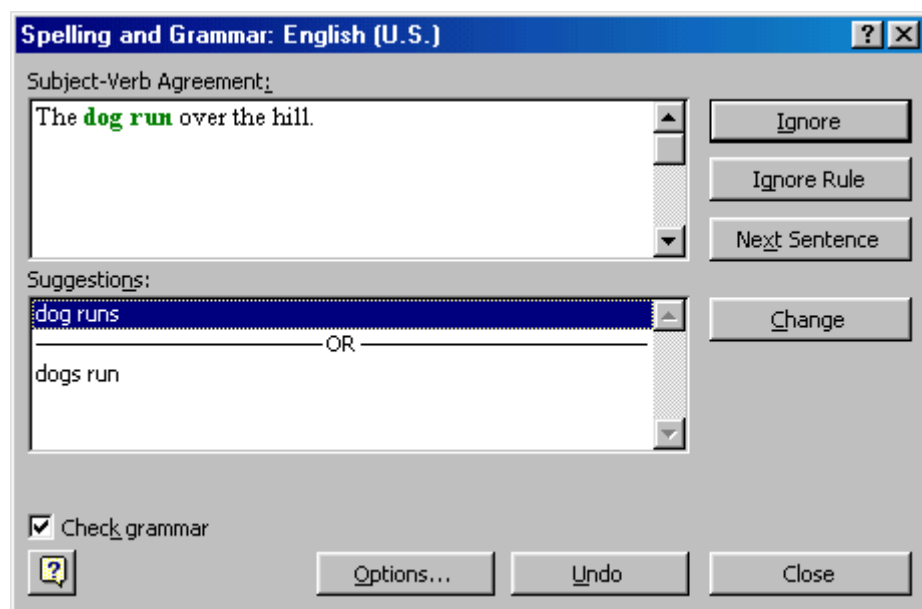 Spelling and Grammar: English (U.S.)
Subject-Verb Agreement:
The dog run over the hill.
Ignore
Ignore Rule
Next Sentence
Suggestions:
dog runs
OR
dogs run
Change
Check grammar
Options...
Undo
Close